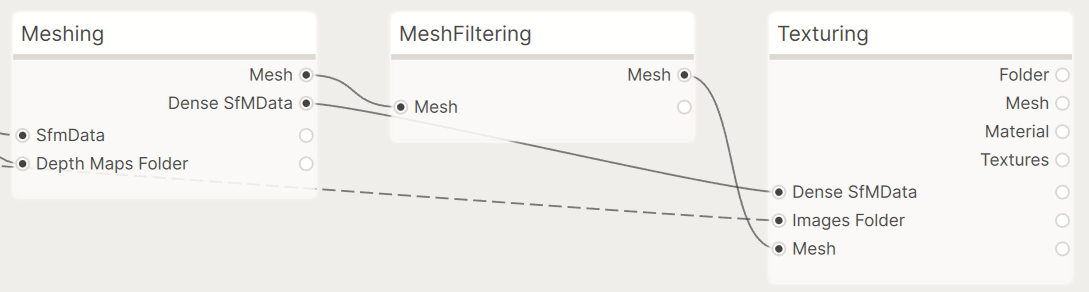 Meshing
Mesh
Dense SfMData
SfmData
Depth Maps Folder
MeshFiltering
Mesh
Mesh
Texturing
Folder
Mesh
Material
Textures
Dense SfMData
Images Folder
Mesh